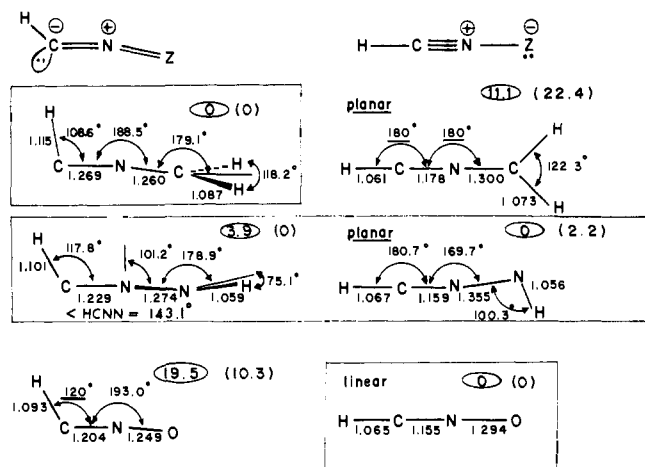 H
⊖ ⊕
C N Z
⊕ ⊖
H C N Z
0 (0)
H
108.6° 188.5° 179.1°
1.115
C N C H
1.269 1.260
H 118.2°
1.087
planar
11.1 (22.4)
180° 180° H
H C N C 122.3°
1.061 1.178 1.300
1.073 H
3.9 (0)
H
117.8° 101.2° 178.9°
1.101
C N N H 75.1°
1.229 1.274 1.059
< HCNN = 143.1°
planar
0 (2.2)
180.7° 169.7°
H C N N 1.056
1.067 1.159 1.355
100.3° H
19.5 (10.3)
H
120° 193.0°
1.093
C N O
1.204 1.249
linear 0 (0)
H C N O
1.065 1.155 1.294